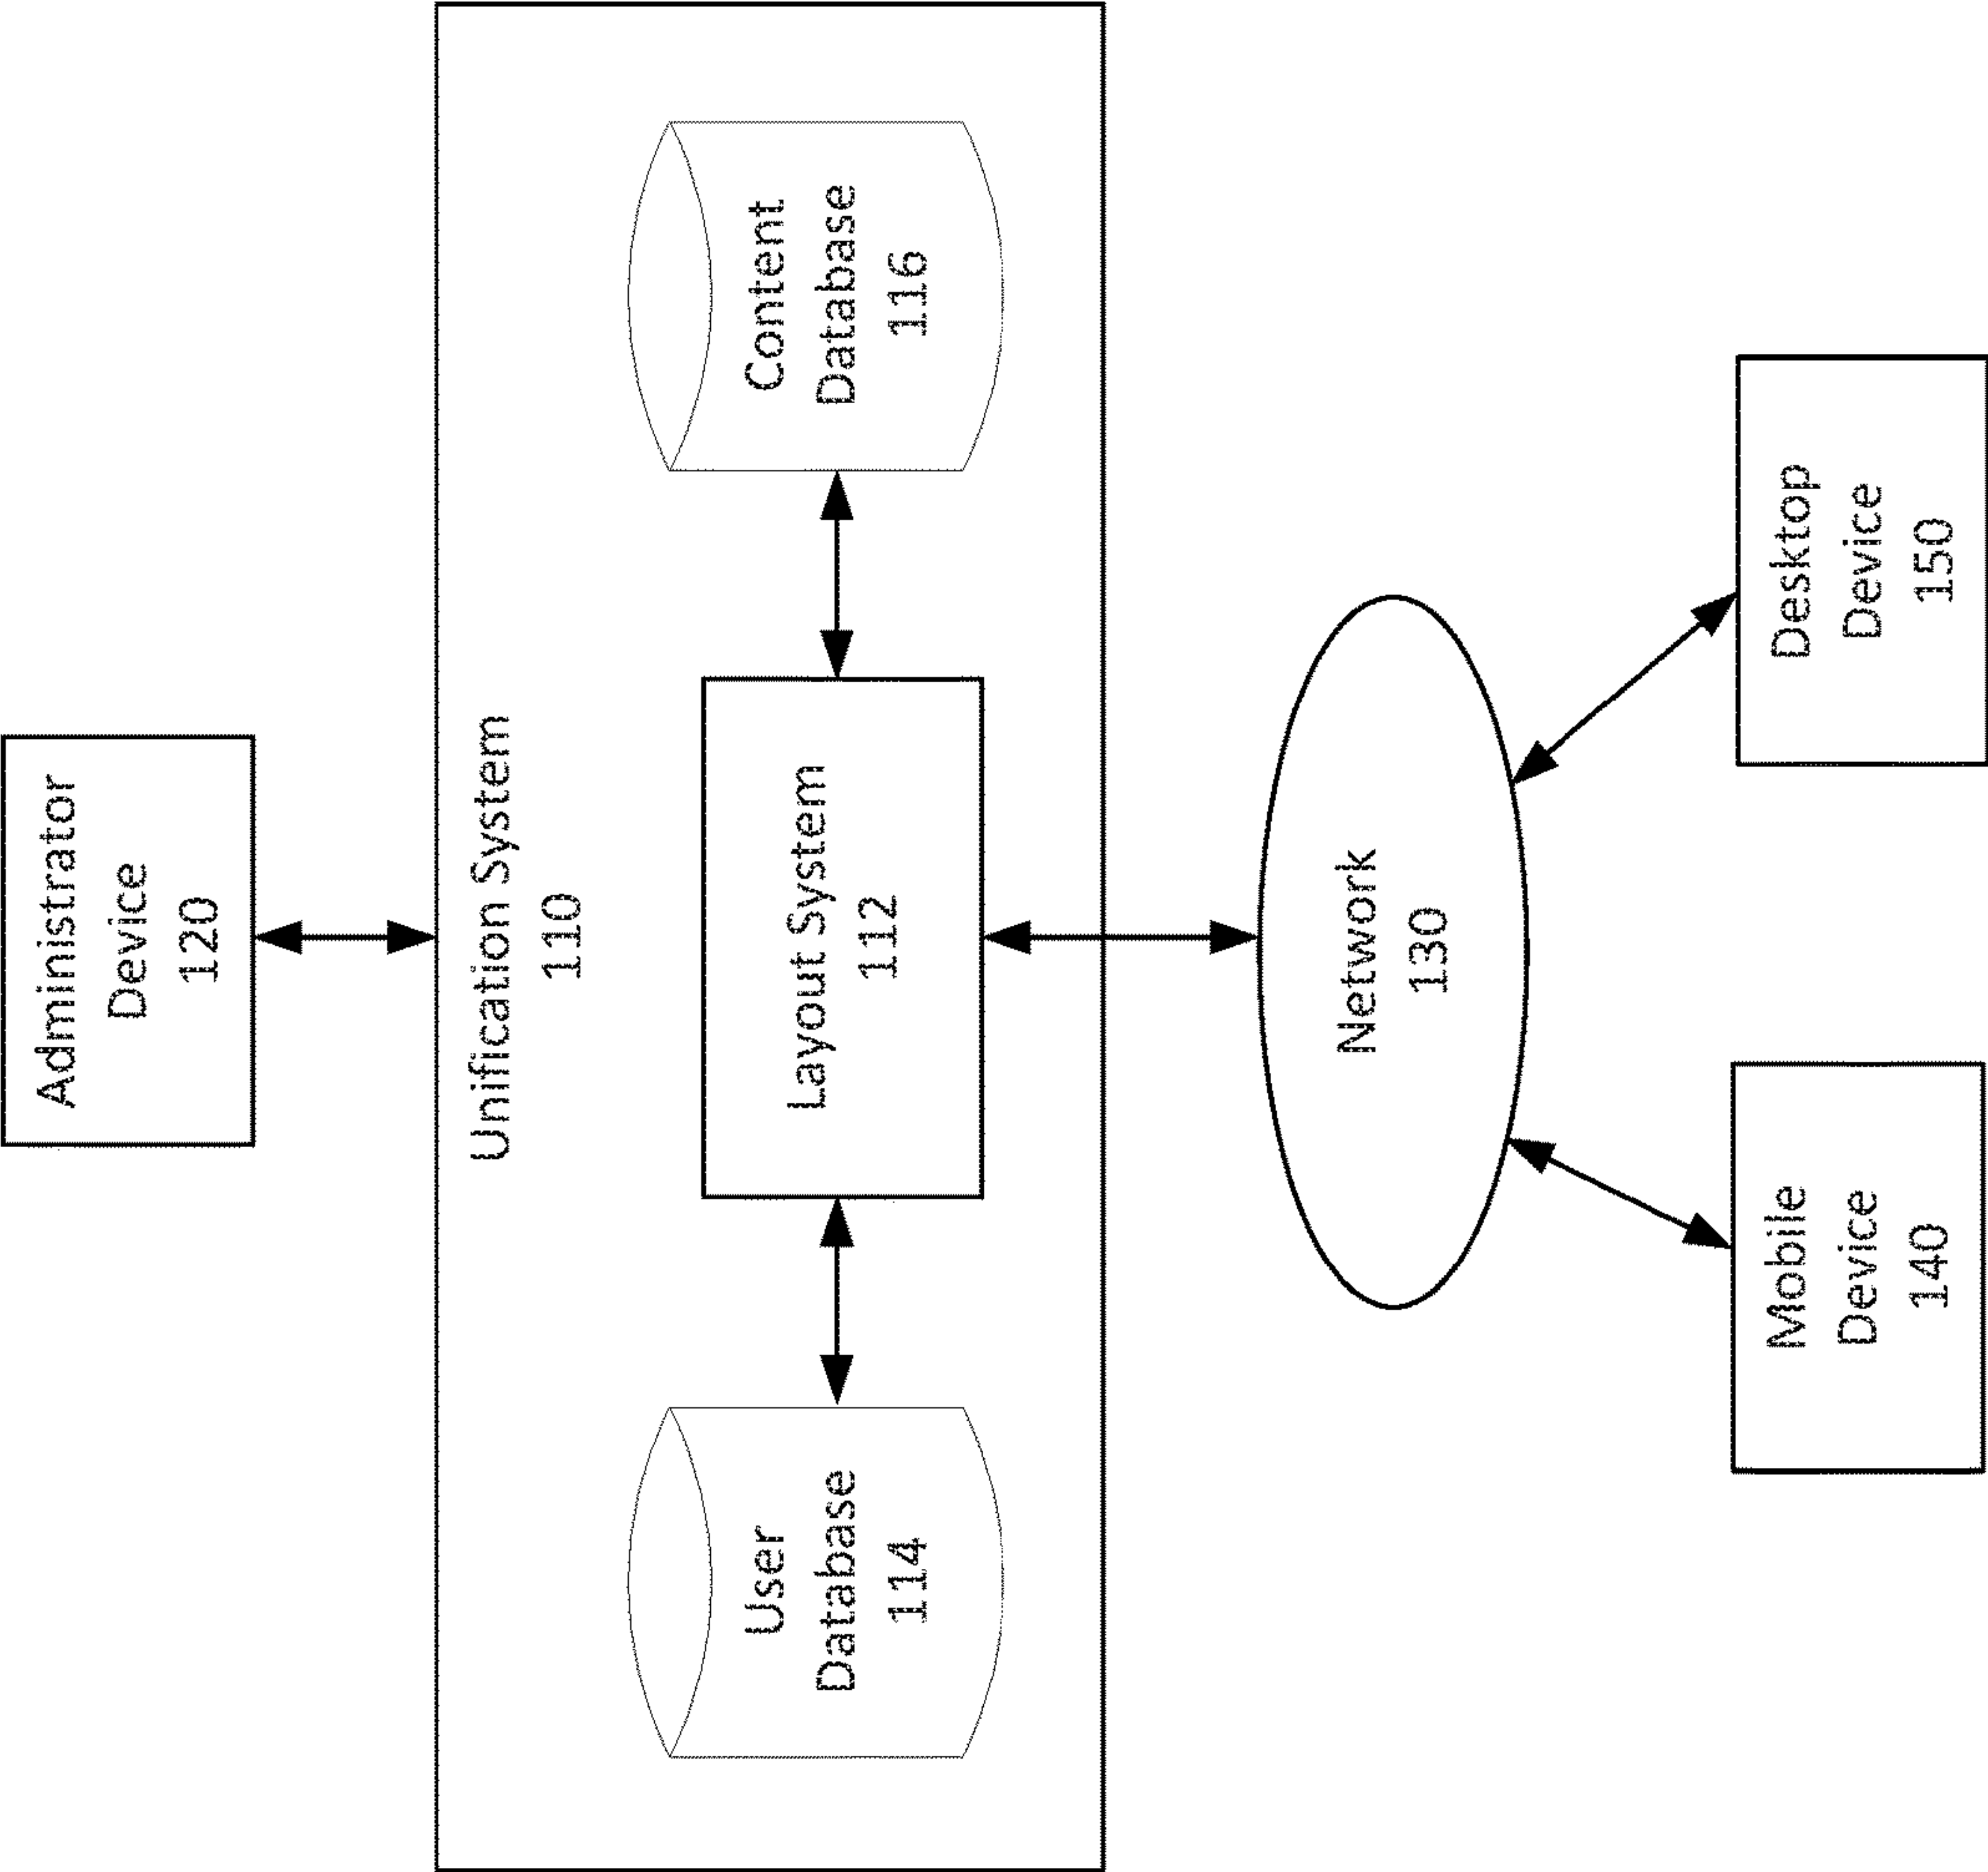 Administrator
Device
120
Unification System
110
User
Database
114
Layout System
112
Content
Database
116
Network
130
Mobile
Device
140
Desktop
Device
150